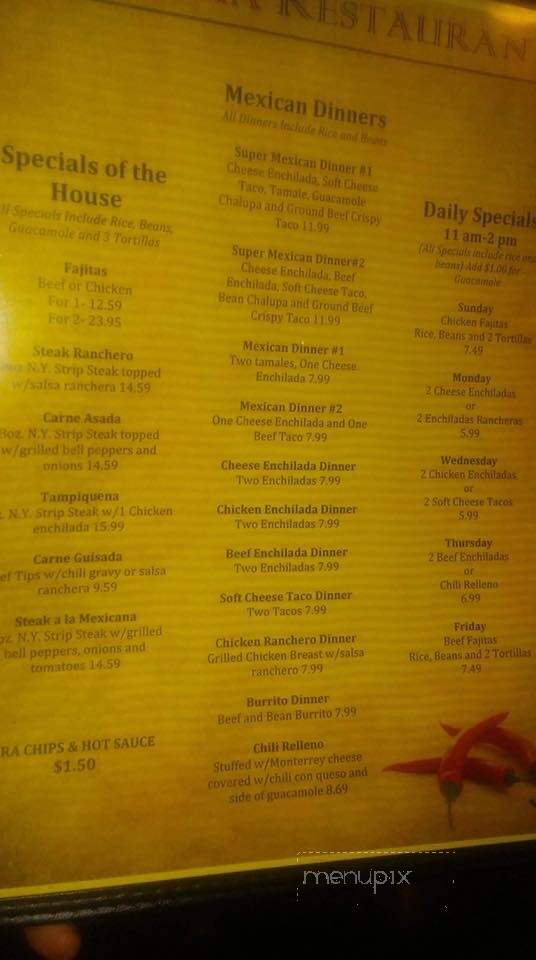 RESTAURAN
Specials of the
House
All Specials Include Rice, Beans,
Guacamole and 3 Tortillas
Fajitas
Beef or Chicken
For 1- 12.59
For 2- 23.95
Steak Ranchero
N.Y. Strip Steak topped
w/salsa ranchera 14.59
Carne Asada
8oz. N.Y. Strip Steak topped
w/grilled bell peppers and
onions 14.59
Tampiquena
. N.Y. Strip Steak w/1 Chicken
enchilada 15.99
Carne Guisada
ef Tips w/chili gravy or salsa
ranchera 9.59
Steak a la Mexicana
oz. N.Y. Strip Steak w/grilled
bell peppers, onions and
tomatoes 14.59
RA CHIPS & HOT SAUCE
$1.50
Mexican Dinners
All Dinners Include Rice and Beans
Super Mexican Dinner #1
Cheese Enchilada, Soft Cheese
Taco, Tamale, Guacamole
Chalupa and Ground Beef Crispy
Taco 11.99
Super Mexican Dinner#2
Cheese Enchilada, Beef
Enchilada, Soft Cheese Taco,
Bean Chalupa and Ground Beef
Crispy Taco 11.99
Mexican Dinner #1
Two tamales, One Cheese
Enchilada 7.99
Mexican Dinner #2
One Cheese Enchilada and One
Beef Taco 7.99
Cheese Enchilada Dinner
Two Enchiladas 7.99
Chicken Enchilada Dinner
Two Enchiladas 7.99
Beef Enchilada Dinner
Two Enchiladas 7.99
Soft Cheese Taco Dinner
Two Tacos 7.99
Chicken Ranchero Dinner
Grilled Chicken Breast w/salsa
ranchero 7.99
Burrito Dinner
Beef and Bean Burrito 7.99
Chili Relleno
Stuffed w/Monterrey cheese
covered w/chili con queso and
side of guacamole 8.69
Daily Specials
11 am-2 pm
(All Specials include rice and
beans) Add $1.00 for
Guacamole
Sunday
Chicken Fajitas
Rice, Beans and 2 Tortillas
7.49
Monday
2 Cheese Enchiladas
or
2 Enchiladas Rancheras
5.99
Wednesday
2 Chicken Enchiladas
or
2 Soft Cheese Tacos
5.99
Thursday
2 Beef Enchiladas
or
Chili Relleno
6.99
Friday
Beef Fajitas
Rice, Beans and 2 Tortillas
7.49
menupix